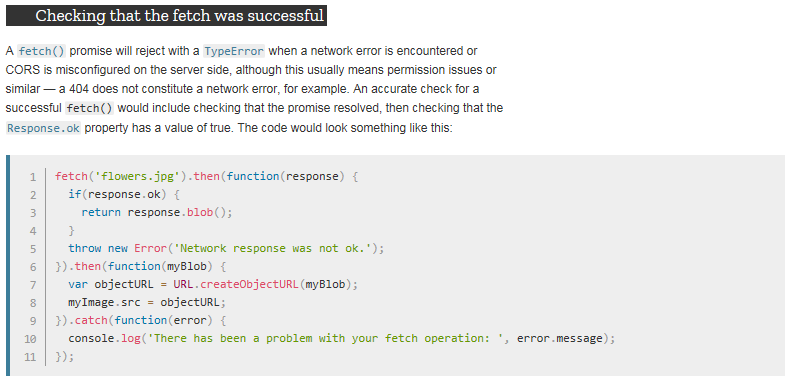 Checking that the fetch was successful
A fetch() promise will reject with a TypeError when a network error is encountered or
CORS is misconfigured on the server side, although this usually means permission issues or
similar — a 404 does not constitute a network error, for example. An accurate check for a
successful fetch() would include checking that the promise resolved, then checking that the
Response.ok property has a value of true. The code would look something like this:
1 fetch('flowers.jpg').then(function(response) {
2   if(response.ok) {
3     return response.blob();
4   }
5   throw new Error('Network response was not ok.');
6 }).then(function(myBlob) {
7   var objectURL = URL.createObjectURL(myBlob);
8   myImage.src = objectURL;
9 }).catch(function(error) {
10   console.log('There has been a problem with your fetch operation: ', error.message);
11 });